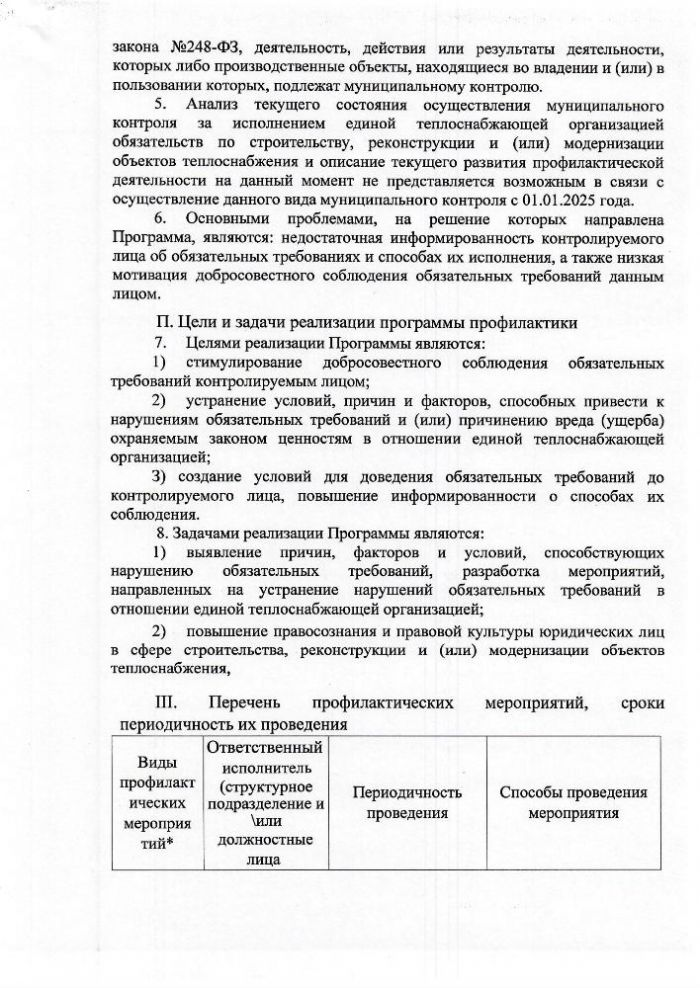 закона №248-ФЗ, деятельность, действия или результаты деятельности,
которых либо производственные объекты, находящиеся во владении и (или) в
пользовании которых, подлежат муниципальному контролю.
5. Анализ текущего состояния осуществления муниципального
контроля за исполнением единой теплоснабжающей организацией
обязательств по строительству, реконструкции и (или) модернизации
объектов теплоснабжения и описание текущего развития профилактической
деятельности на данный момент не представляется возможным в связи с
осуществление данного вида муниципального контроля с 01.01.2025 года.
6. Основными проблемами, на решение которых направлена
Программа, являются: недостаточная информированность контролируемого
лица об обязательных требованиях и способах их исполнения, а также низкая
мотивация добросовестного соблюдения обязательных требований данным
лицом.
П. Цели и задачи реализации программы профилактики
7. Целями реализации Программы являются:
1) стимулирование добросовестного соблюдения обязательных
требований контролируемым лицом;
2) устранение условий, причин и факторов, способных привести к
нарушениям обязательных требований и (или) причинению вреда (ущерба)
охраняемым законом ценностям в отношении единой теплоснабжающей
организацией;
3) создание условий для доведения обязательных требований до
контролируемого лица, повышение информированности о способах их
соблюдения.
8. Задачами реализации Программы являются:
1) выявление причин, факторов и условий, способствующих
нарушению обязательных требований, разработка мероприятий,
направленных на устранение нарушений обязательных требований в
отношении единой теплоснабжающей организацией;
2) повышение правосознания и правовой культуры юридических лиц
в сфере строительства, реконструкции и (или) модернизации объектов
теплоснабжения,
III. Перечень профилактических мероприятий, сроки
периодичность их проведения
Виды
профилакт
ических
меропри​я
тий*
Ответственный
исполнитель
(структурное
подразделение и
\или
должностные
лица
Периодичность
проведения
Способы проведения
мероприятия